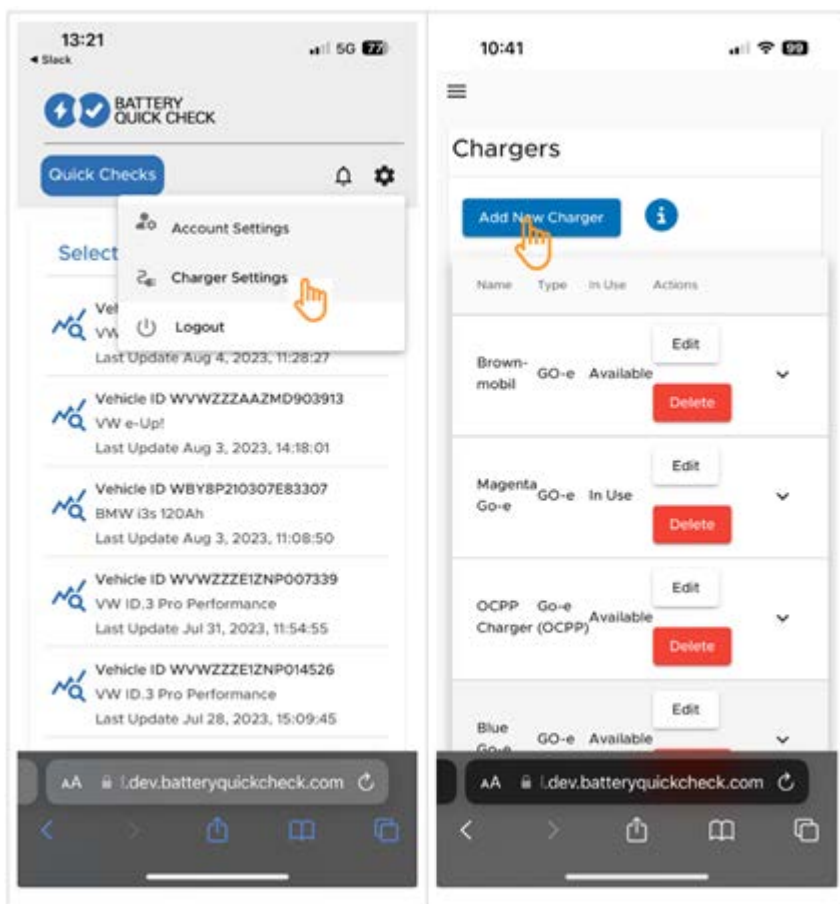 13:21
5G 77
◄ Slack
BATTERY
QUICK CHECK
Quick Checks
Account Settings
Select
Charger Settings
Logout
Last Update Aug 4, 2023, 11:28:27
Vehicle ID WVWZZZAAZMD903913
VW e-Up!
Last Update Aug 3, 2023, 14:18:01
Vehicle ID WBY8P210307E83307
BMW i3s 120Ah
Last Update Aug 3, 2023, 11:08:50
Vehicle ID WVWZZZE1ZNP007339
VW ID.3 Pro Performance
Last Update Jul 31, 2023, 11:54:55
Vehicle ID WVWZZZE1ZNP014526
VW ID.3 Pro Performance
Last Update Jul 28, 2023, 15:09:45
AA l.dev.batteryquickcheck.com
10:41
99
Chargers
Add New Charger i
Name Type In Use Actions
Edit
Brown-
mobil GO-e Available
Delete
Edit
Magenta
Go-e GO-e In Use
Delete
Edit
OCPP Go-e
Charger (OCPP) Available
Delete
Edit
Blue
Go-e GO-e Available
AA l.dev.batteryquickcheck.com